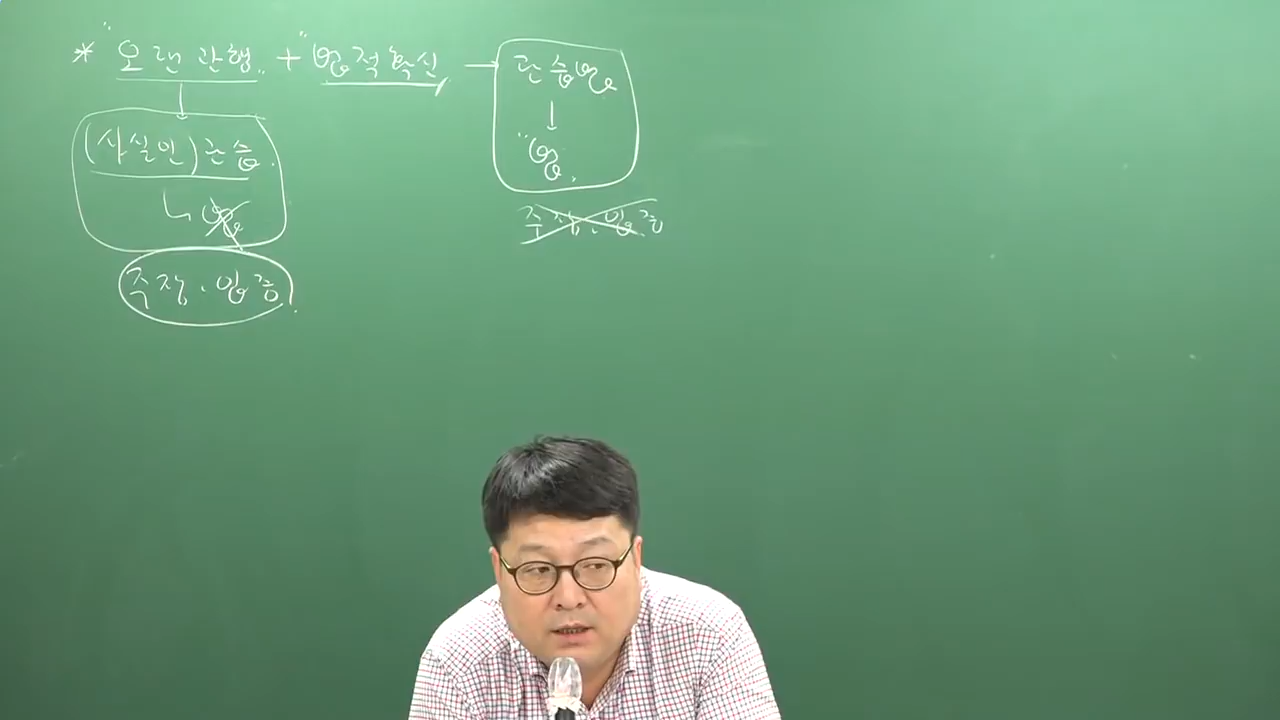 * "오랜관행" + "법적확신 → 관습법
↓
"법"
(사실인)관습.
↳ 법
주장.입증
주장.입증.